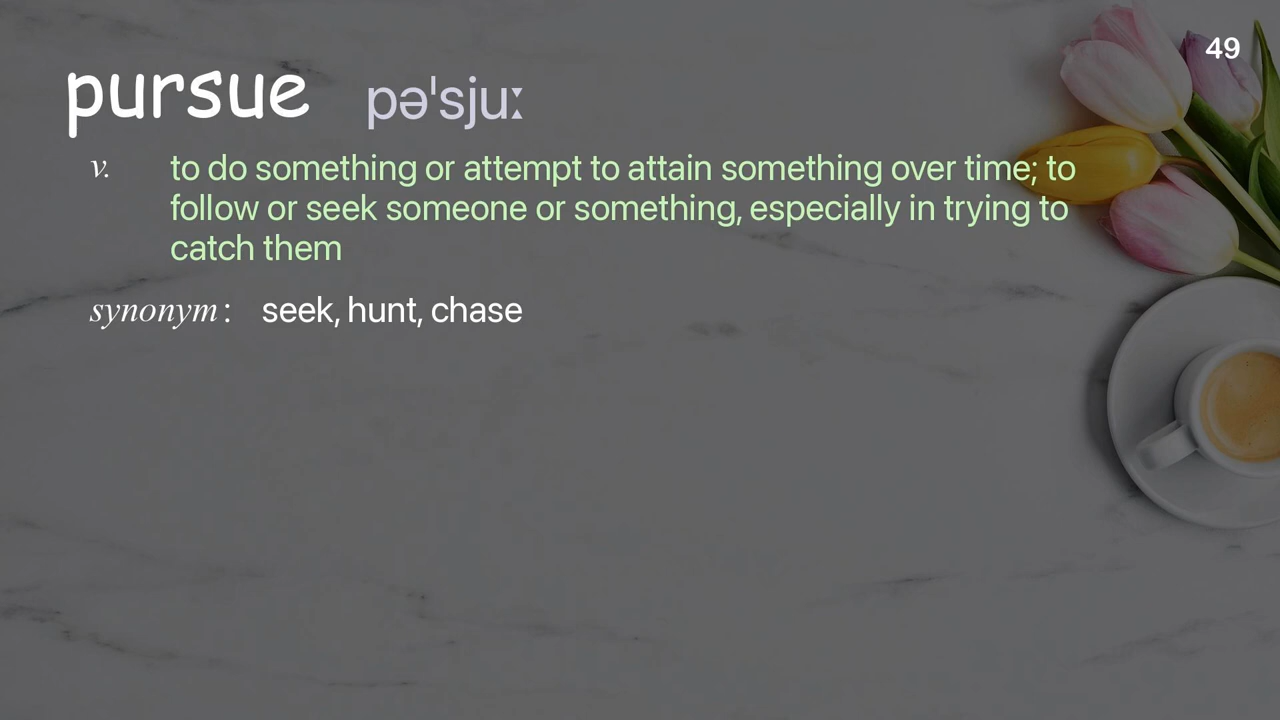 49
pursue pəˈsjuː
v. to do something or attempt to attain something over time; to
follow or seek someone or something, especially in trying to
catch them
synonym: seek, hunt, chase